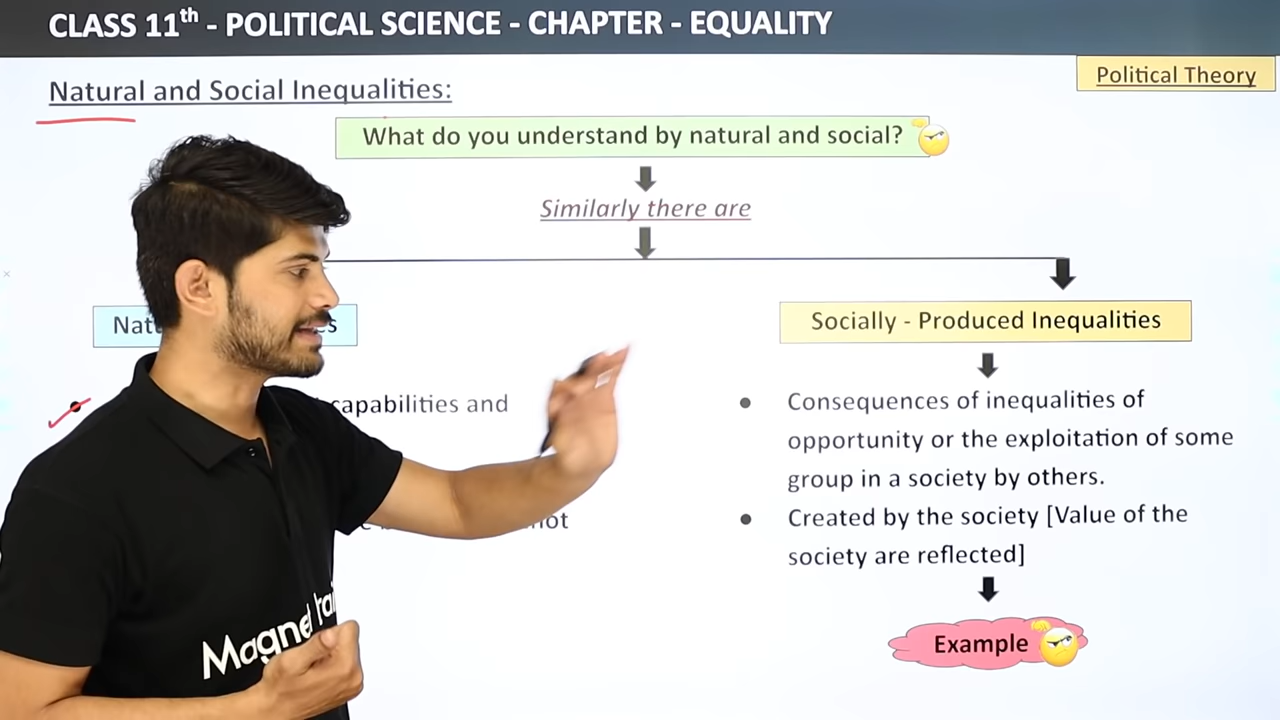 CLASS 11th - POLITICAL SCIENCE - CHAPTER - EQUALITY
Political Theory
Natural and Social Inequalities:
What do you understand by natural and social?
Similarly there are
Socially - Produced Inequalities
capabilities and
Consequences of inequalities of
opportunity or the exploitation of some
group in a society by others.
Created by the society [Value of the
society are reflected]
Example